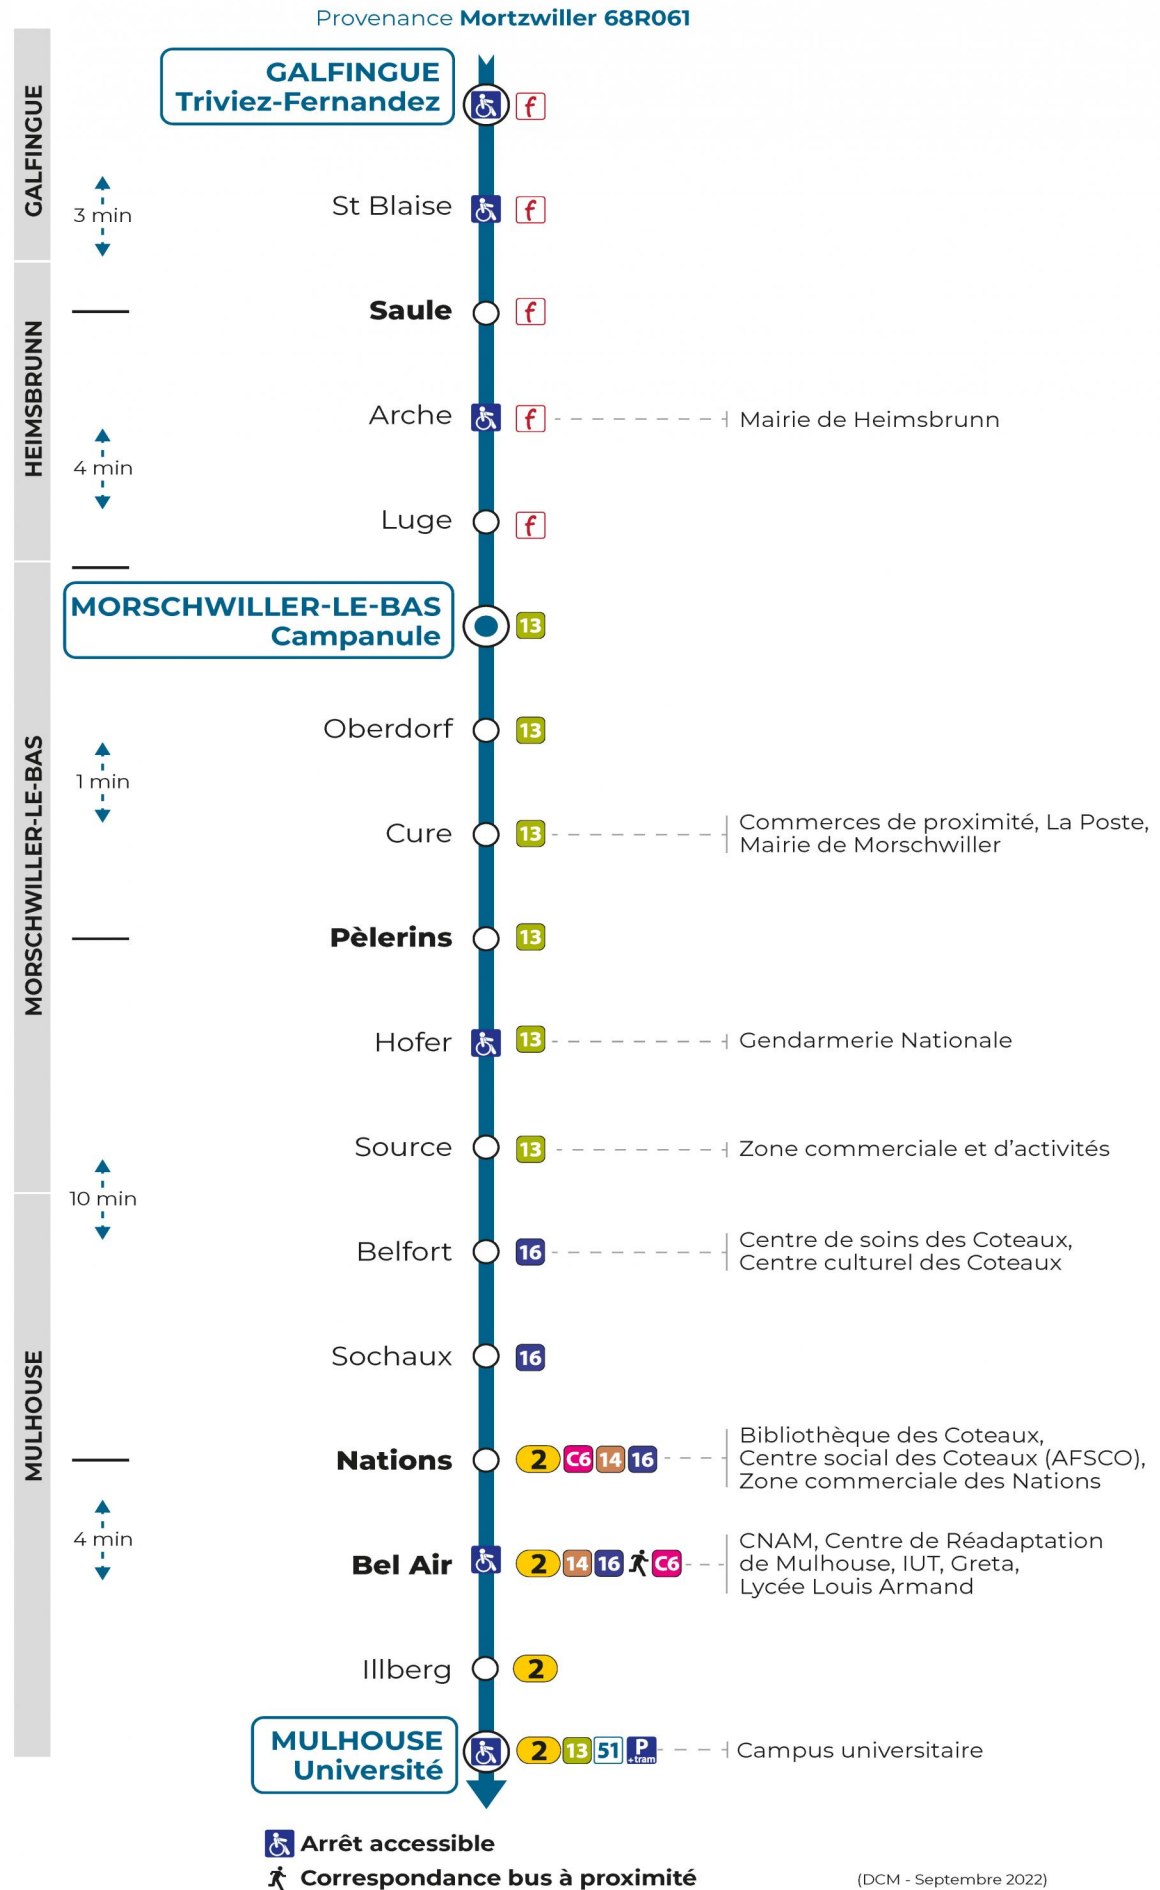 Provenance Mortzwiller 68R061
GALFINGUE
GALFINGUE
Triviez-Fernandez
f
3 min
St Blaise
f
HEIMSBRUNN
Saule
f
Arche
f
Mairie de Heimsbrunn
4 min
Luge
f
MORSCHWILLER-LE-BAS
MORSCHWILLER-LE-BAS
Campanule
13
Oberdorf
13
1 min
Cure
13
Commerces de proximité, La Poste,
Mairie de Morschwiller
Pèlerins
13
Hofer
13
Gendarmerie Nationale
Source
13
Zone commerciale et d’activités
10 min
MULHOUSE
Belfort
16
Centre de soins des Coteaux,
Centre culturel des Coteaux
Sochaux
16
Nations
2 C6 14 16
Bibliothèque des Coteaux,
Centre social des Coteaux (AFSCO),
Zone commerciale des Nations
4 min
Bel Air
2 14 16 C6
CNAM, Centre de Réadaptation
de Mulhouse, IUT, Greta,
Lycée Louis Armand
Illberg
2
MULHOUSE
Université
2 13 51 P
+tram
Campus universitaire
Arrêt accessible
Correspondance bus à proximité
(DCM - Septembre 2022)